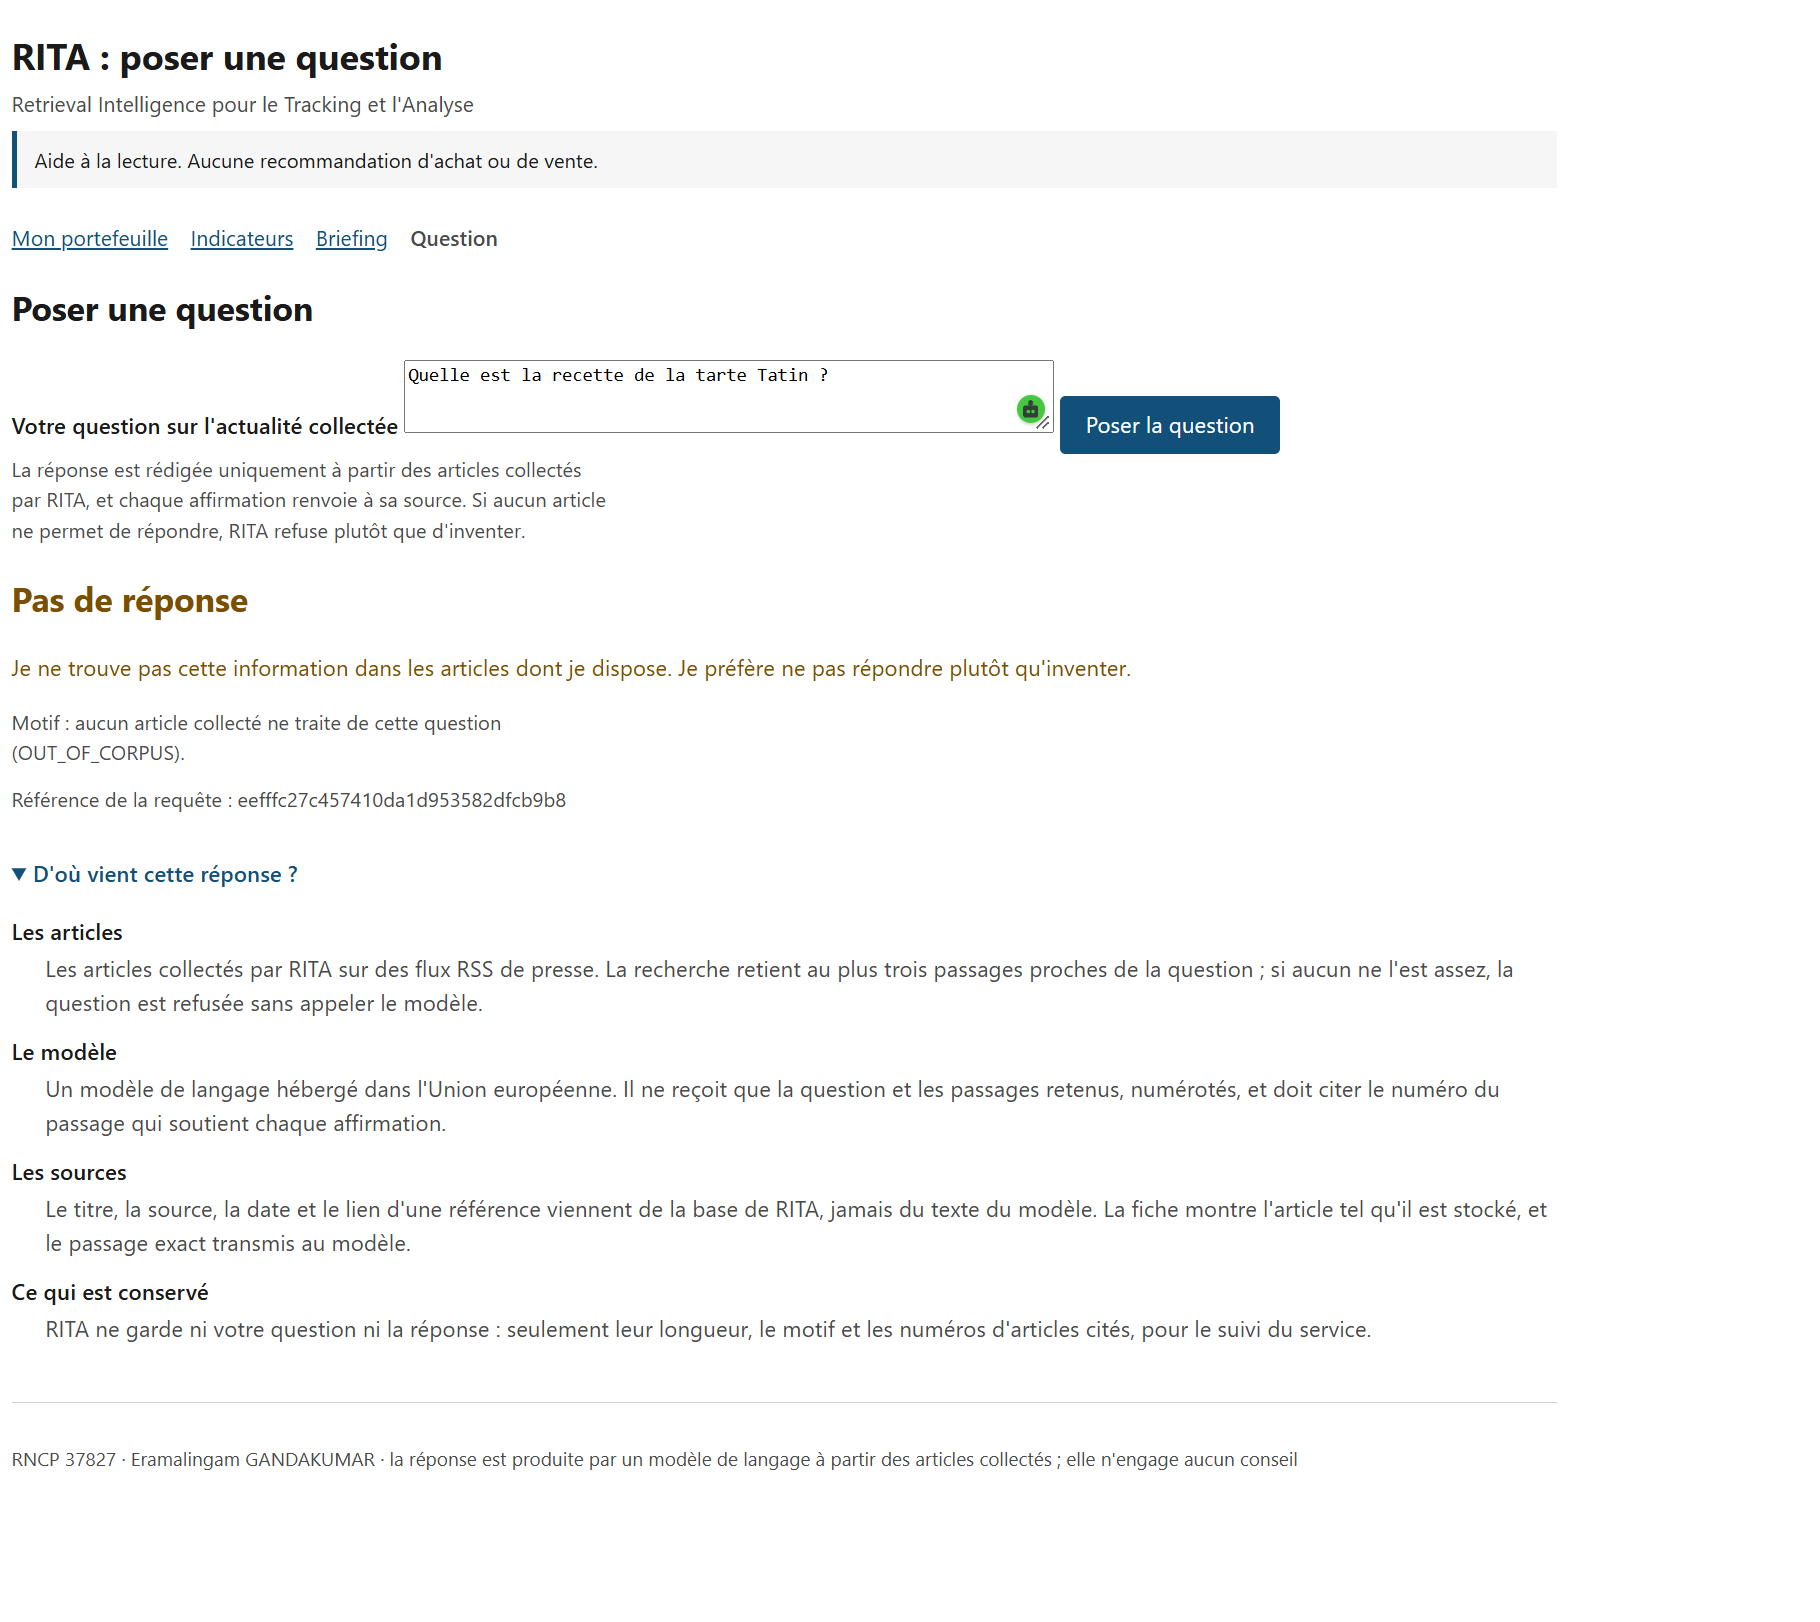 RITA : poser une question
Retrieval Intelligence pour le Tracking et l'Analyse
Aide à la lecture. Aucune recommandation d'achat ou de vente.
Mon portefeuille Indicateurs Briefing Question
Poser une question
Votre question sur l'actualité collectée
Quelle est la recette de la tarte Tatin ?
Poser la question
La réponse est rédigée uniquement à partir des articles collectés
par RITA, et chaque affirmation renvoie à sa source. Si aucun article
ne permet de répondre, RITA refuse plutôt que d'inventer.
Pas de réponse
Je ne trouve pas cette information dans les articles dont je dispose. Je préfère ne pas répondre plutôt qu'inventer.
Motif : aucun article collecté ne traite de cette question
(OUT_OF_CORPUS).
Référence de la requête : eefffc27c457410da1d953582dfcb9b8
D'où vient cette réponse ?
Les articles
Les articles collectés par RITA sur des flux RSS de presse. La recherche retient au plus trois passages proches de la question ; si aucun ne l'est assez, la
question est refusée sans appeler le modèle.
Le modèle
Un modèle de langage hébergé dans l'Union européenne. Il ne reçoit que la question et les passages retenus, numérotés, et doit citer le numéro du
passage qui soutient chaque affirmation.
Les sources
Le titre, la source, la date et le lien d'une référence viennent de la base de RITA, jamais du texte du modèle. La fiche montre l'article tel qu'il est stocké, et
le passage exact transmis au modèle.
Ce qui est conservé
RITA ne garde ni votre question ni la réponse : seulement leur longueur, le motif et les numéros d'articles cités, pour le suivi du service.
RNCP 37827 · Eramalingam GANDAKUMAR · la réponse est produite par un modèle de langage à partir des articles collectés ; elle n'engage aucun conseil